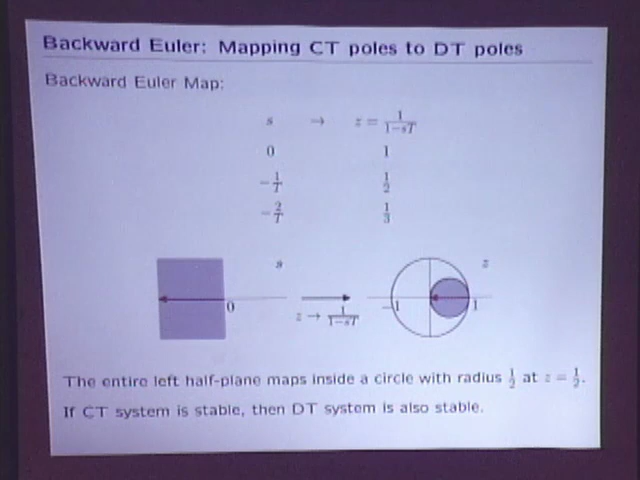 Backward Euler: Mapping CT poles to DT poles
Backward Euler Map:
s → z = 1/(1−sT)
0 1
−1/T 1/2
−2/T 1/3
s z
0 −1 1
z → 1/(1−sT)
The entire left half-plane maps inside a circle with radius 1/2 at z = 1/2.
If CT system is stable, then DT system is also stable.